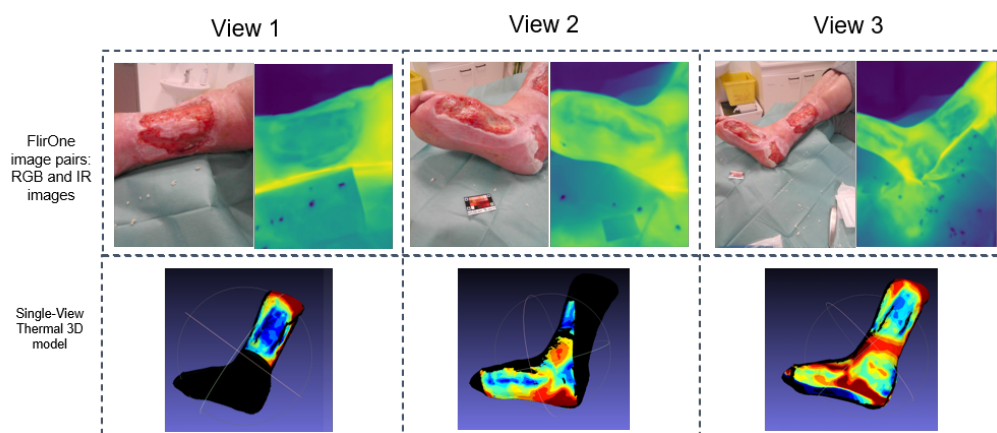 View 1
View 2
View 3
FlirOne
image pairs:
RGB and IR
images
Single-View
Thermal 3D
model